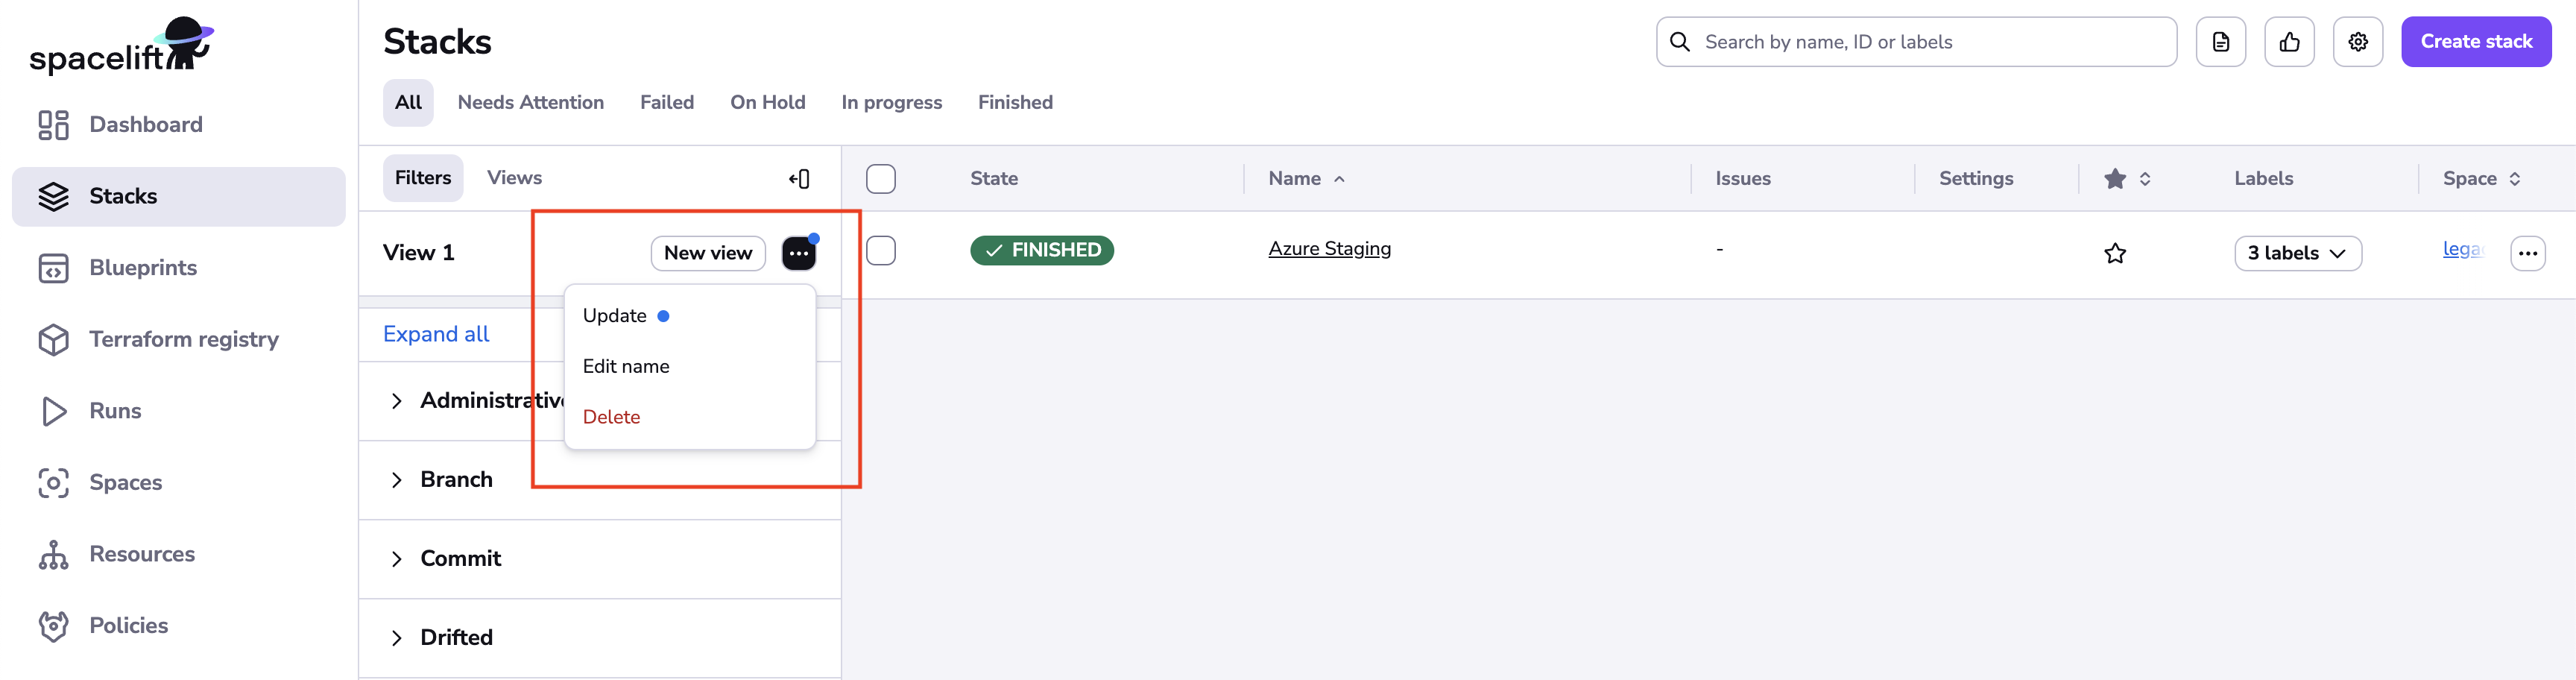 spacelift
Dashboard
Stacks
Blueprints
Terraform registry
Runs
Spaces
Resources
Policies
Stacks
Search by name, ID or labels
Create stack
All Needs Attention Failed On Hold In progress Finished
Filters Views
View 1 New view
Update
Edit name
Delete
Expand all
Branch
Commit
Drifted
State Name Issues Settings Labels Space
FINISHED Azure Staging - 3 labels